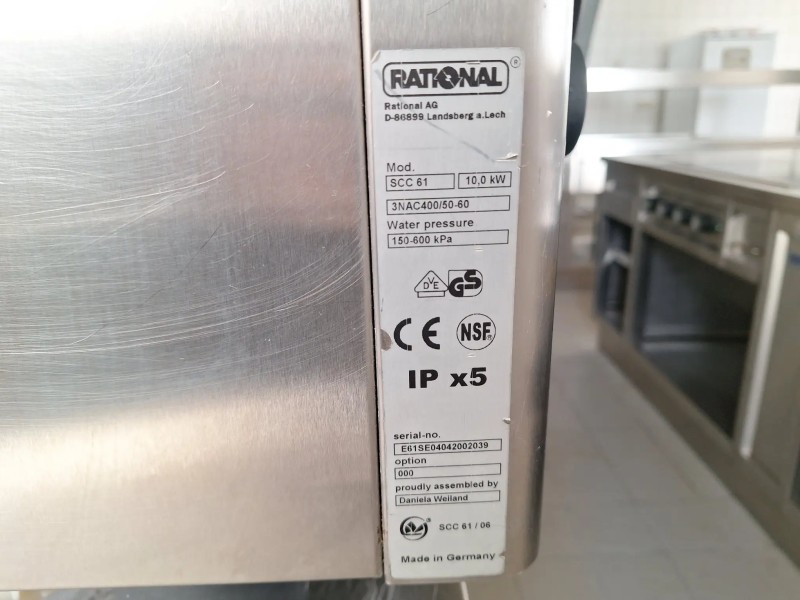 RATIONAL ®
Rational AG
D-86899 Landsberg a.Lech
Mod.
SCC 61 10,0 kW
3NAC400/50-60
Water pressure
150-600 kPa
DVE GS
CE NSF
IP x5
serial-no.
E61SE04042002039
option
000
proudly assembled by
Daniela Weiland
SCC 61 / 06
Made in Germany